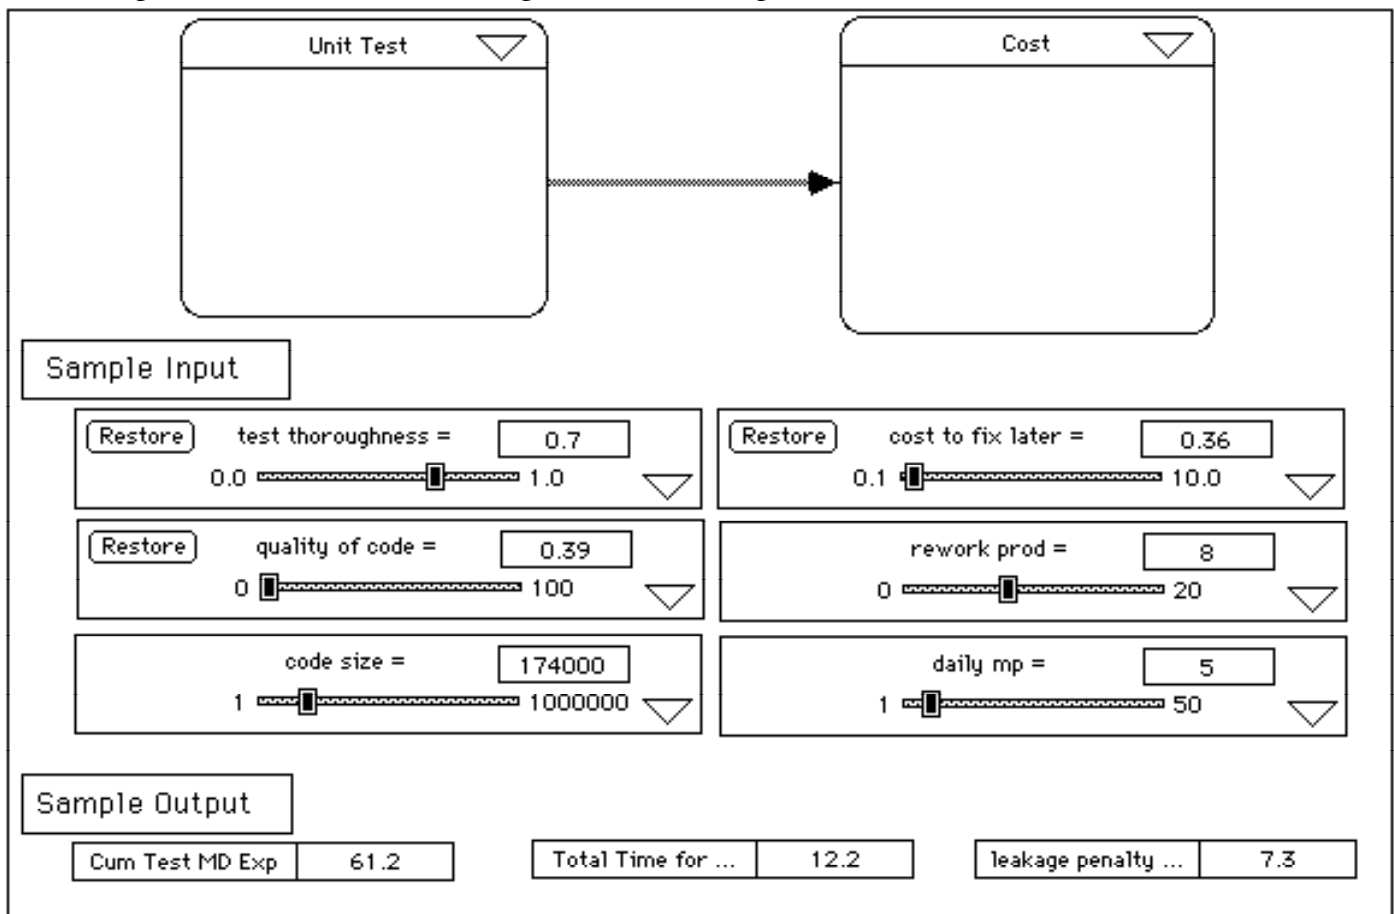 Unit Test
Cost
Sample Input
Restore test thoroughness = 0.7
0.0 1.0
Restore cost to fix later = 0.36
0.1 10.0
Restore quality of code = 0.39
0 100
rework prod = 8
0 20
code size = 174000
1 1000000
daily mp = 5
1 50
Sample Output
Cum Test MD Exp 61.2
Total Time for ... 12.2
leakage penalty ... 7.3